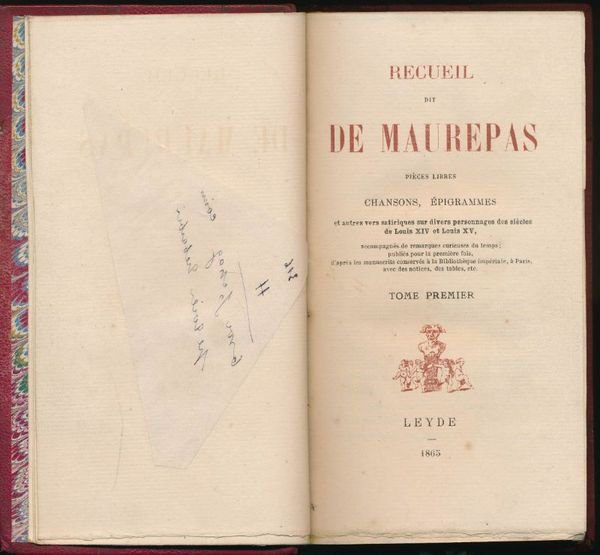 RECUEIL
DIT
DE MAUREPAS
PIÈCES LIBRES
CHANSONS, ÉPIGRAMMES
et autres vers satiriques sur divers personnages des siècles
de Louis XIV et Louis XV,
accompagnés de remarques curieuses du temps;
publiés pour la première fois,
d'après les manuscrits conservés à la Bibliothèque impériale, à Paris,
avec des notices, des tables, etc.
TOME PREMIER
LEYDE
1865